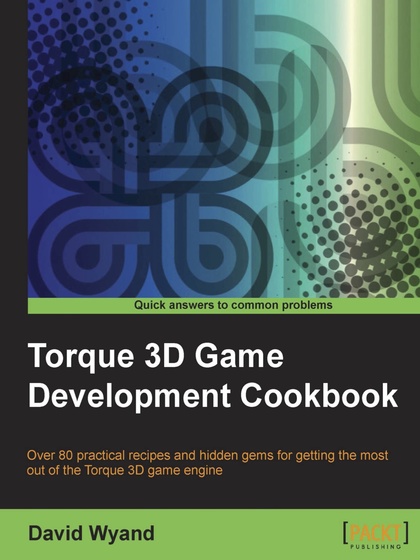 Quick answers to common problems
Torque 3D Game
Development Cookbook
Over 80 practical recipes and hidden gems for getting the most
out of the Torque 3D game engine
David Wyand
[PACKT]
PUBLISHING